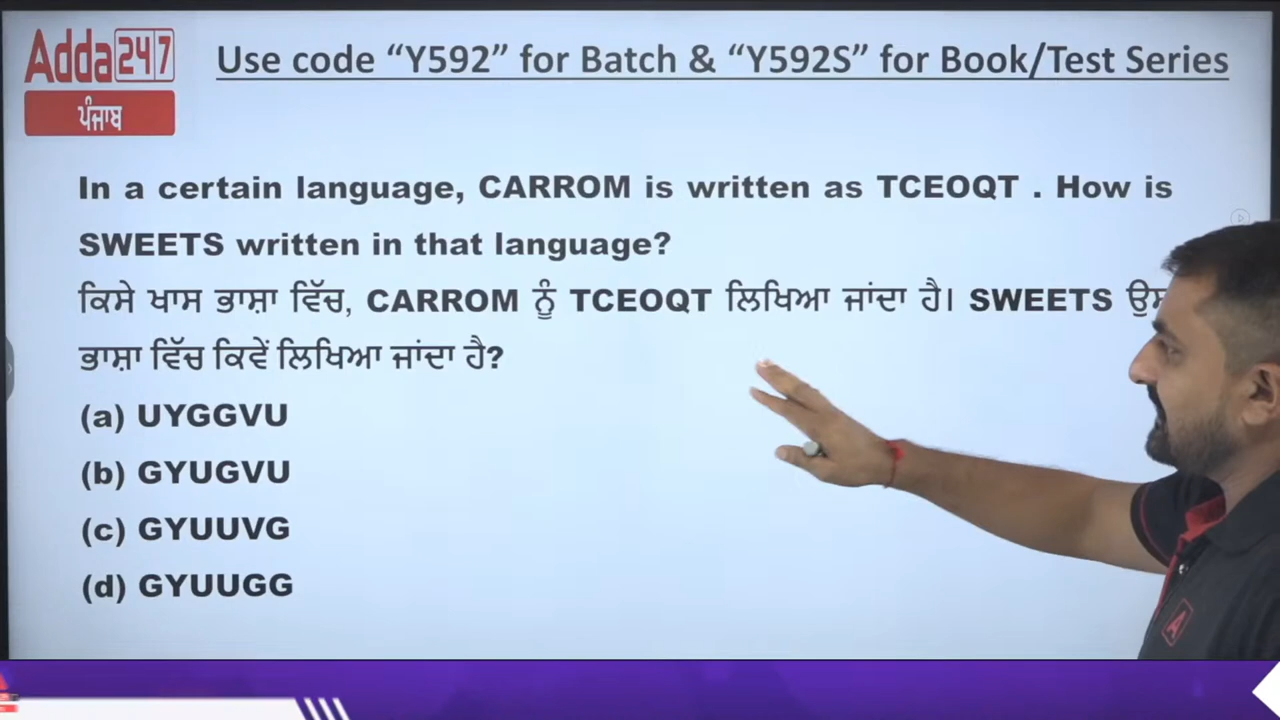 Adda247
ਪੰਜਾਬ
Use code “Y592” for Batch & “Y592S” for Book/Test Series
In a certain language, CARROM is written as TCEOQT . How is
SWEETS written in that language?
ਕਿਸੇ ਖਾਸ ਭਾਸ਼ਾ ਵਿੱਚ, CARROM ਨੂੰ TCEOQT ਲਿਖਿਆ ਜਾਂਦਾ ਹੈ। SWEETS
ਭਾਸ਼ਾ ਵਿੱਚ ਕਿਵੇਂ ਲਿਖਿਆ ਜਾਂਦਾ ਹੈ?
(a) UYGGVU
(b) GYUGVU
(c) GYUUVG
(d) GYUUGG
A